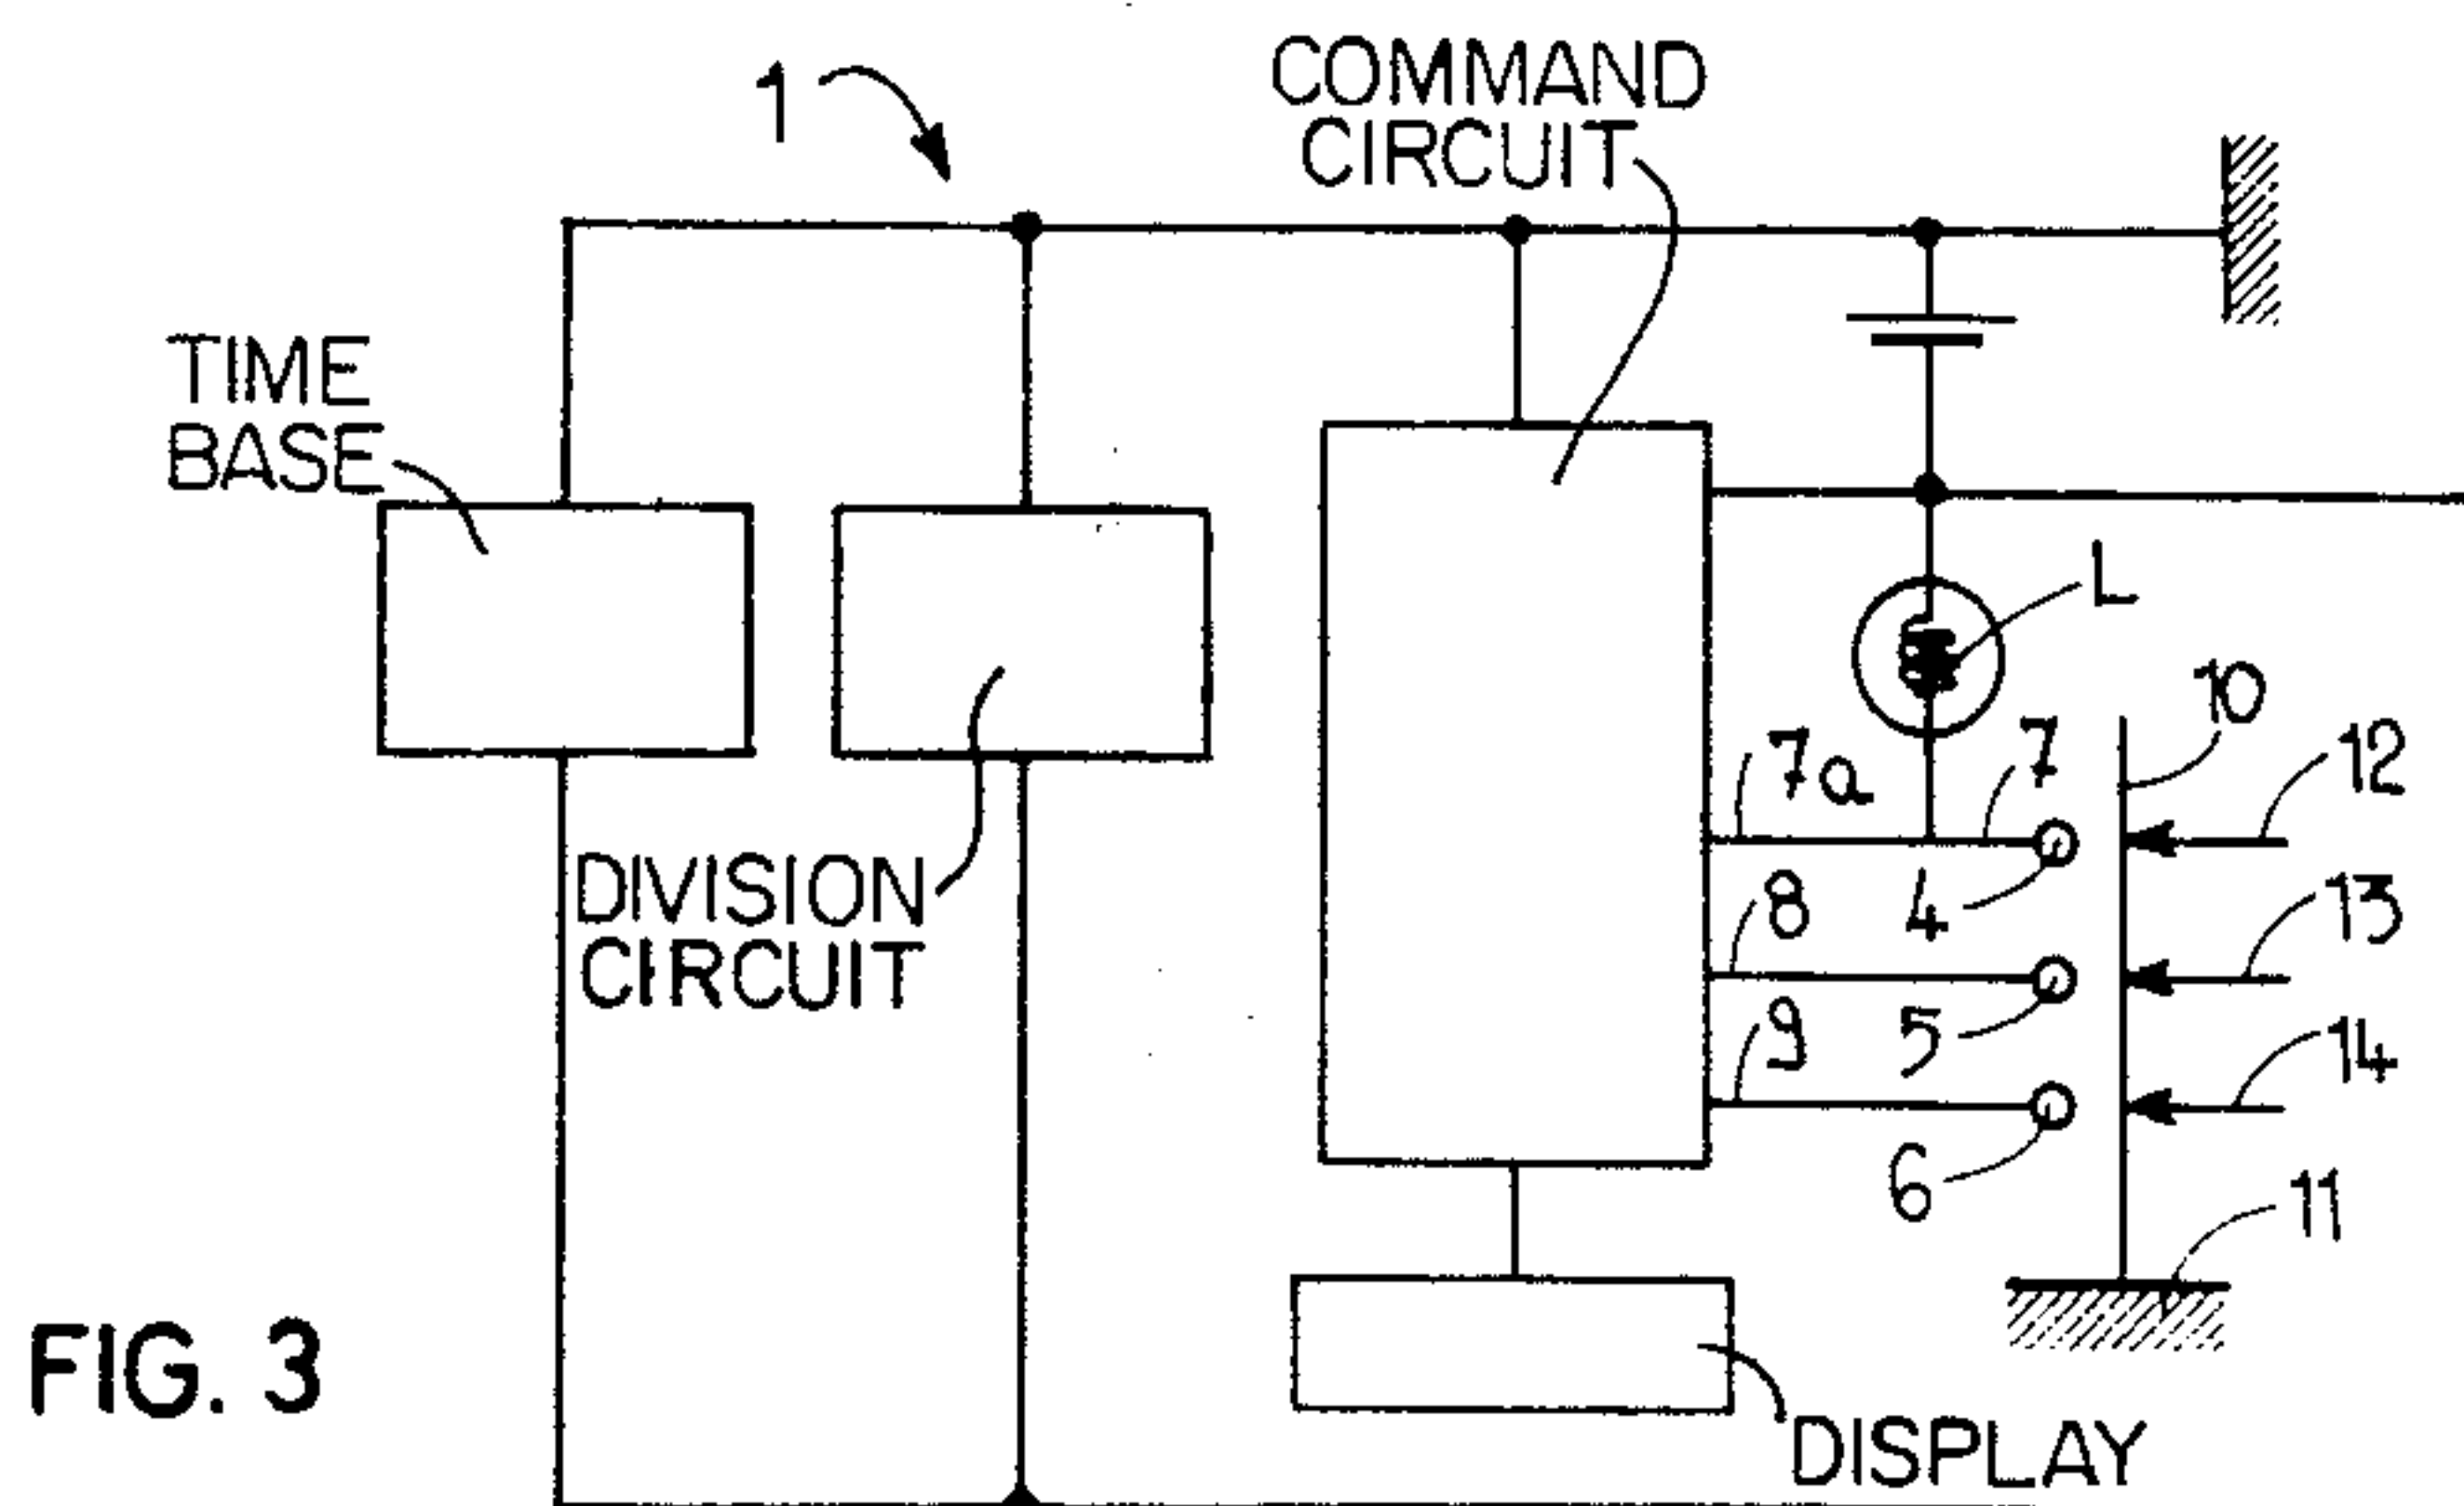 1
COMMAND
CIRCUIT
TIME
BASE
L
10
12
7
7a
DIVISION
CIRCUIT
8
4
13
9
5
14
6
11
FIG. 3
DISPLAY